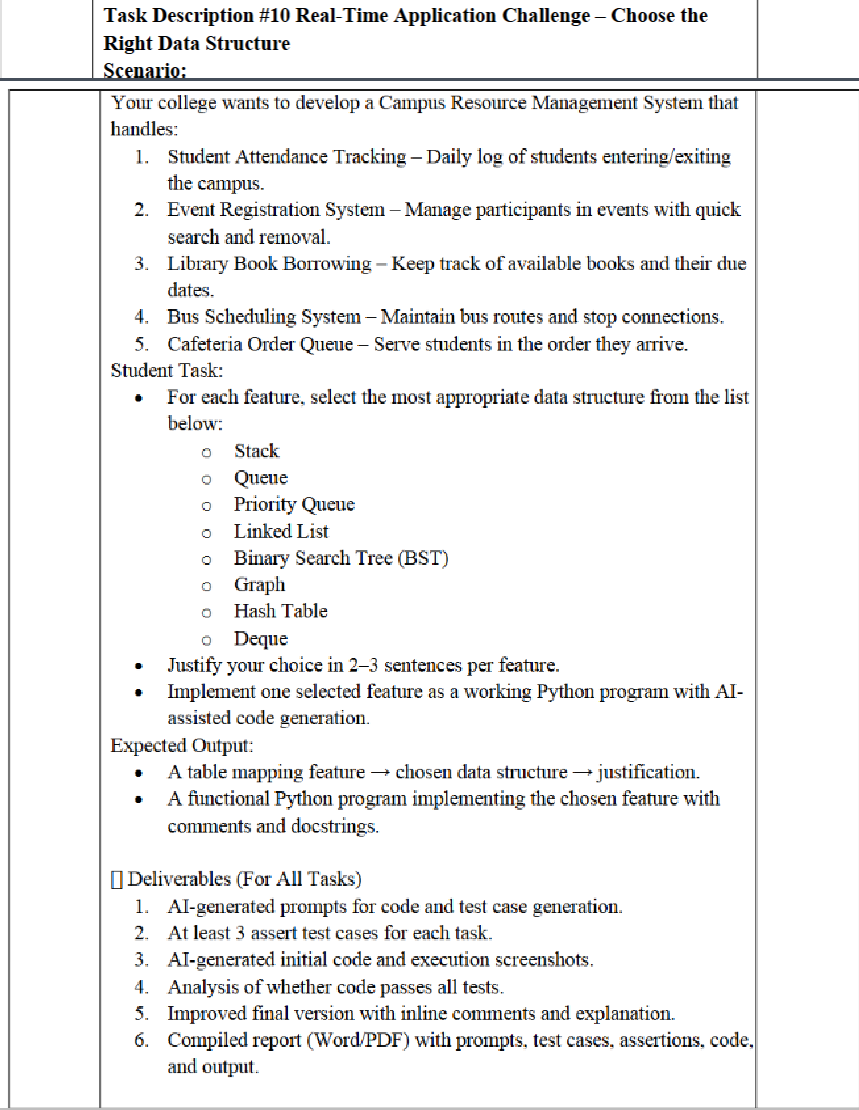 Task Description #10 Real-Time Application Challenge – Choose the
Right Data Structure
Scenario:
Your college wants to develop a Campus Resource Management System that
handles:
1. Student Attendance Tracking – Daily log of students entering/exiting
the campus.
2. Event Registration System – Manage participants in events with quick
search and removal.
3. Library Book Borrowing – Keep track of available books and their due
dates.
4. Bus Scheduling System – Maintain bus routes and stop connections.
5. Cafeteria Order Queue – Serve students in the order they arrive.
Student Task:
• For each feature, select the most appropriate data structure from the list
below:
o Stack
o Queue
o Priority Queue
o Linked List
o Binary Search Tree (BST)
o Graph
o Hash Table
o Deque
• Justify your choice in 2–3 sentences per feature.
• Implement one selected feature as a working Python program with AI-
assisted code generation.
Expected Output:
• A table mapping feature → chosen data structure → justification.
• A functional Python program implementing the chosen feature with
comments and docstrings.
▯ Deliverables (For All Tasks)
1. AI-generated prompts for code and test case generation.
2. At least 3 assert test cases for each task.
3. AI-generated initial code and execution screenshots.
4. Analysis of whether code passes all tests.
5. Improved final version with inline comments and explanation.
6. Compiled report (Word/PDF) with prompts, test cases, assertions, code,
and output.